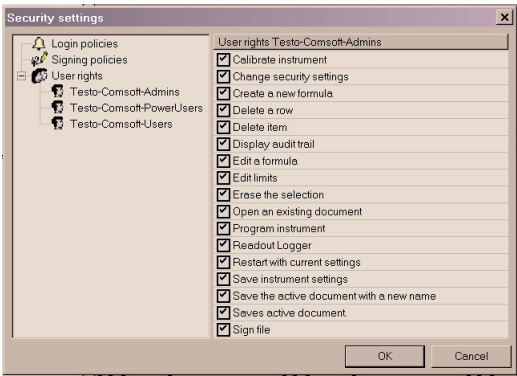 Security settings
Login policies
Signing policies
User rights
Testo-Comsoft-Admins
Testo-Comsoft-PowerUsers
Testo-Comsoft-Users
User rights Testo-Comsoft-Admins
Calibrate instrument
Change security settings
Create a new formula
Delete a row
Delete item
Display audit trail
Edit a formula
Edit limits
Erase the selection
Open an existing document
Program instrument
Readout Logger
Restart with current settings
Save instrument settings
Save the active document with a new name
Saves active document.
Sign file
OK
Cancel